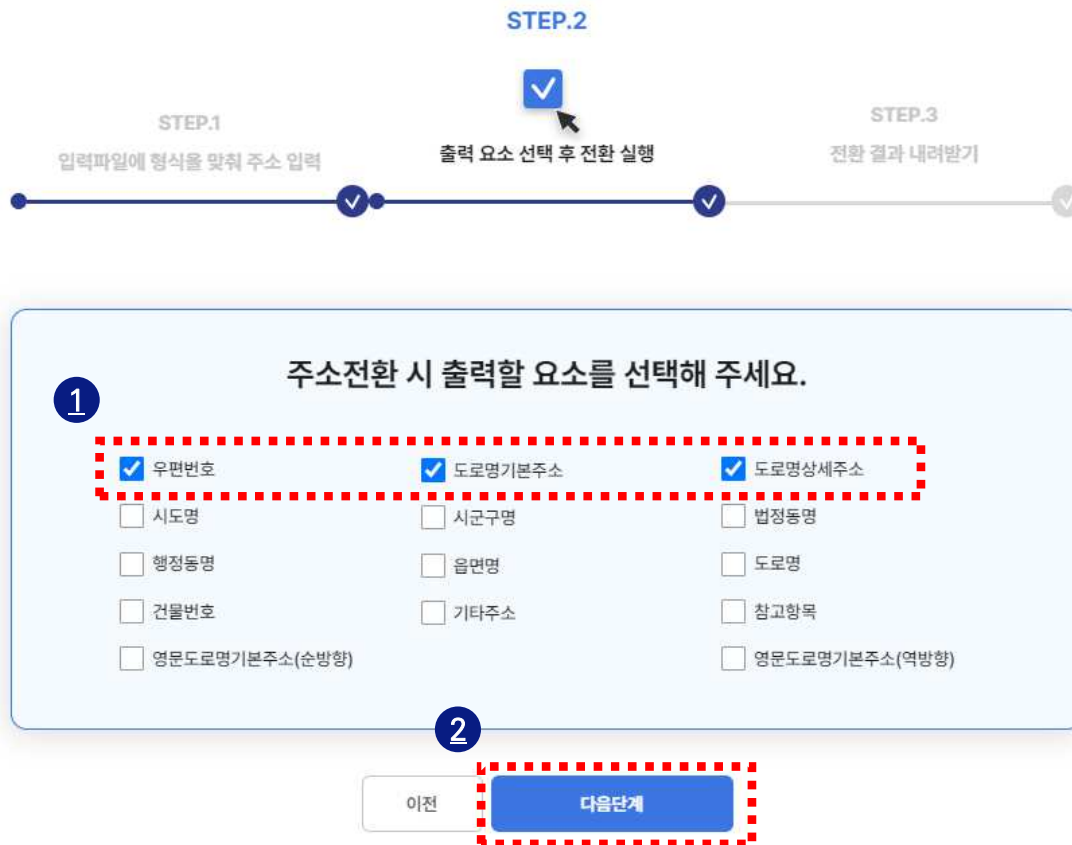 STEP.2
STEP.1
STEP.3
입력파일에 형식을 맞춰 주소 입력
출력 요소 선택 후 전환 실행
전환 결과 내려받기
주소전환 시 출력할 요소를 선택해 주세요.
1
우편번호 도로명기본주소 도로명상세주소
시도명 시군구명 법정동명
행정동명 읍면명 도로명
건물번호 기타주소 참고항목
영문도로명기본주소(순방향) 영문도로명기본주소(역방향)
2
이전 다음단계